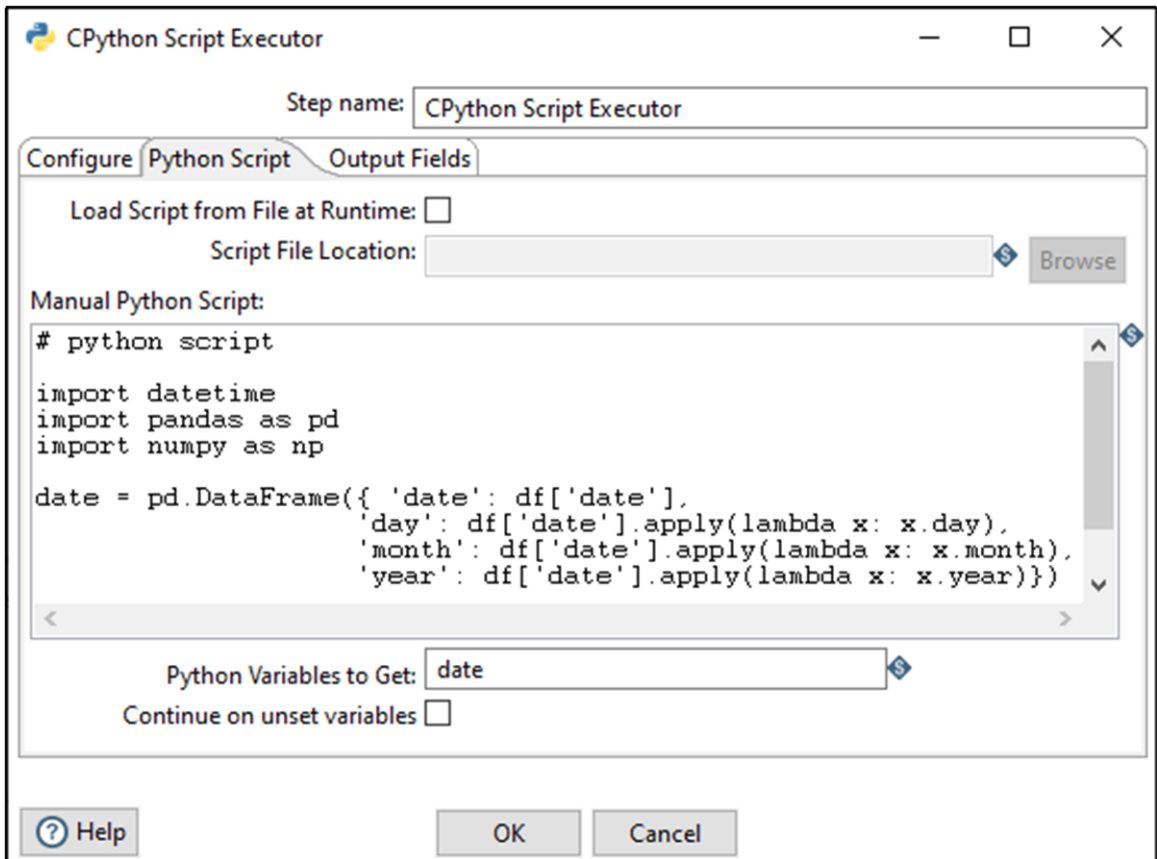 CPython Script Executor
Step name: CPython Script Executor
Configure Python Script Output Fields
Load Script from File at Runtime:
Script File Location: Browse
Manual Python Script:
# python script
import datetime
import pandas as pd
import numpy as np
date = pd.DataFrame({ 'date': df['date'],
'day': df['date'].apply(lambda x: x.day),
'month': df['date'].apply(lambda x: x.month),
'year': df['date'].apply(lambda x: x.year)})
Python Variables to Get: date
Continue on unset variables
Help OK Cancel